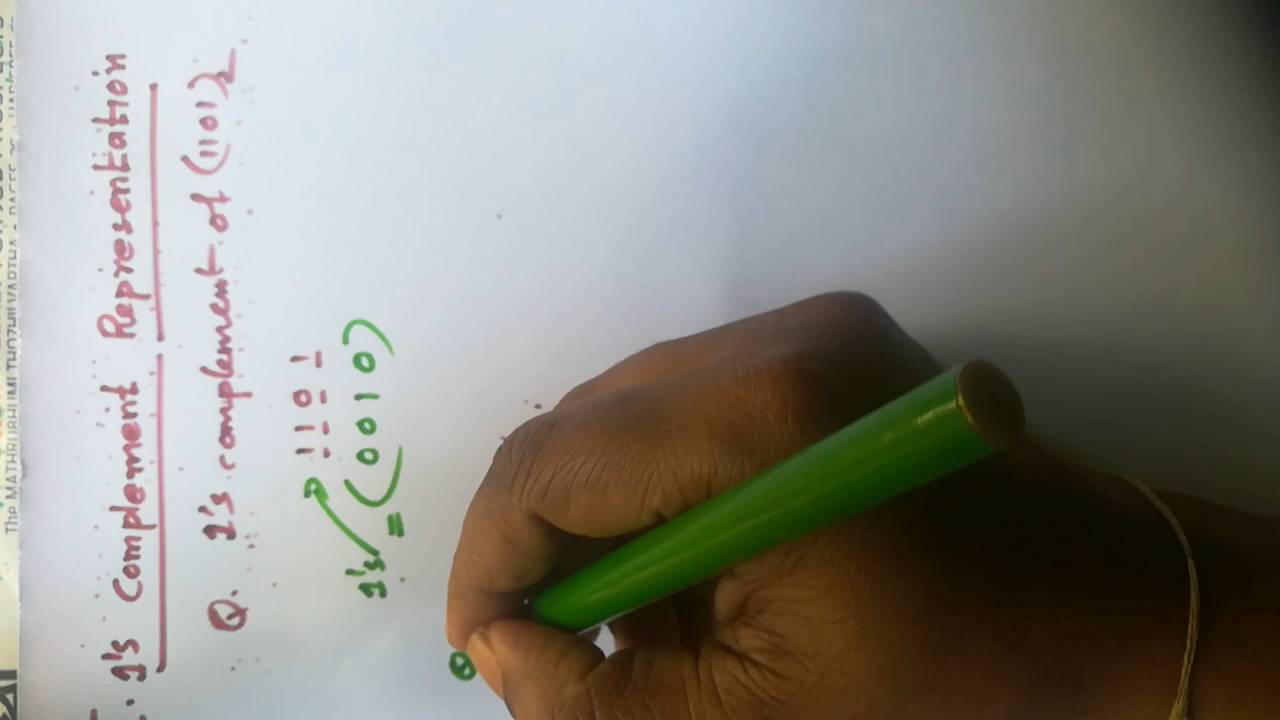 1's Complement Representation
Q. 1's complement of (1101)2
1101
1's = (0010)